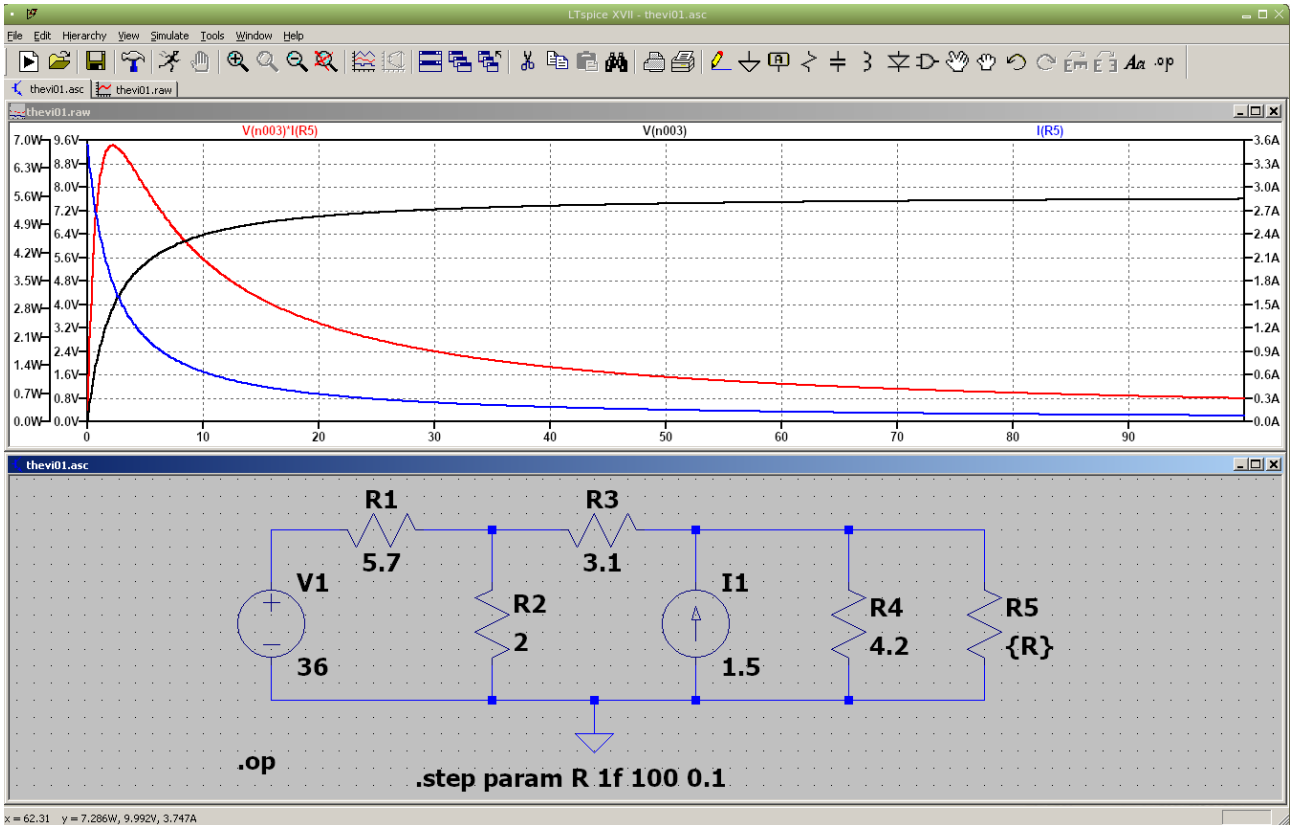 LTspice XVII - thevi01.asc
File Edit Hierarchy View Simulate Tools Window Help
Aa .op
thevi01.asc thevi01.raw
thevi01.raw
V(n003)*I(R5) V(n003) I(R5)
7.0W 9.6V 3.6A
6.3W 8.8V 3.3A
5.6W 8.0V 3.0A
4.9W 7.2V 2.7A
4.2W 6.4V 2.4A
3.5W 5.6V 2.1A
2.8W 4.8V 1.8A
2.1W 4.0V 1.5A
1.4W 3.2V 1.2A
0.7W 2.4V 0.9A
0.0W 1.6V 0.6A
0.8V 0.3A
0.0V 0.0A
0 10 20 30 40 50 60 70 80 90
thevi01.asc
R1 R3
5.7 3.1
V1 I1
R2 R4 R5
2 4.2 {R}
36 1.5
.op
.step param R 1f 100 0.1
x = 62.31 y = 7.286W, 9.992V, 3.747A